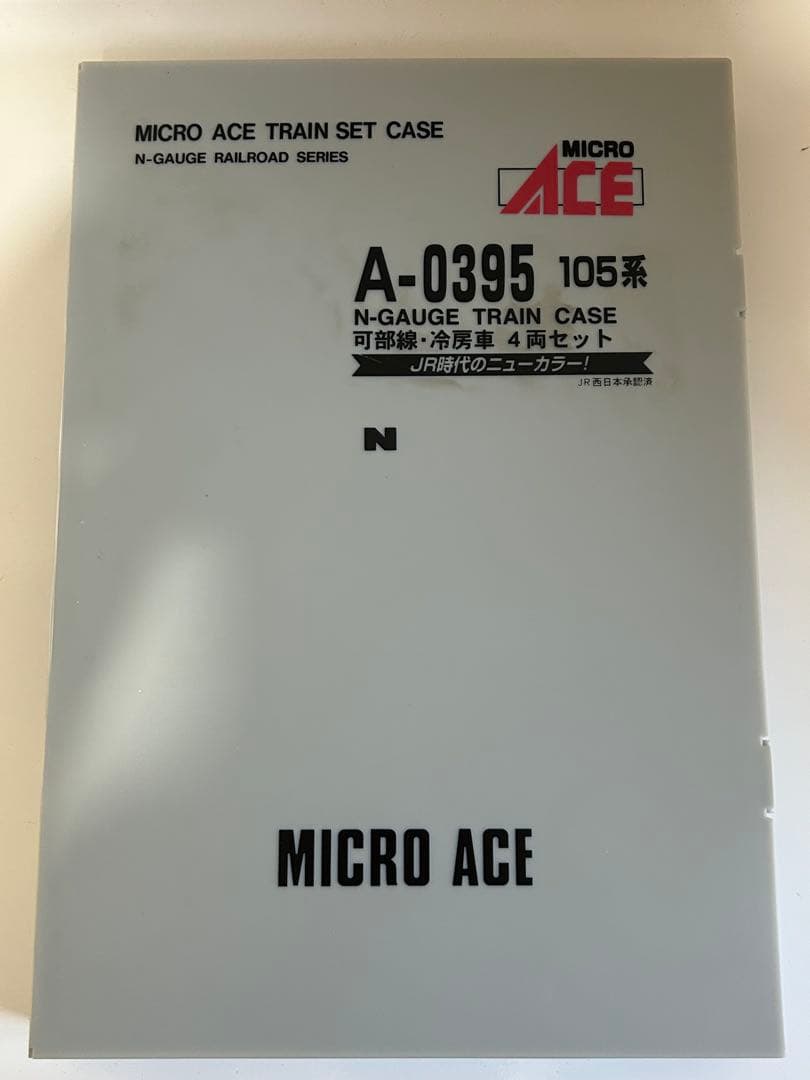 MICRO ACE TRAIN SET CASE
N-GAUGE RAILROAD SERIES
MICRO
ACE
A-0395 105系
N-GAUGE TRAIN CASE
可部線・冷房車 4両セット
JR時代のニューカラー!
JR西日本承認済
N
MICRO ACE